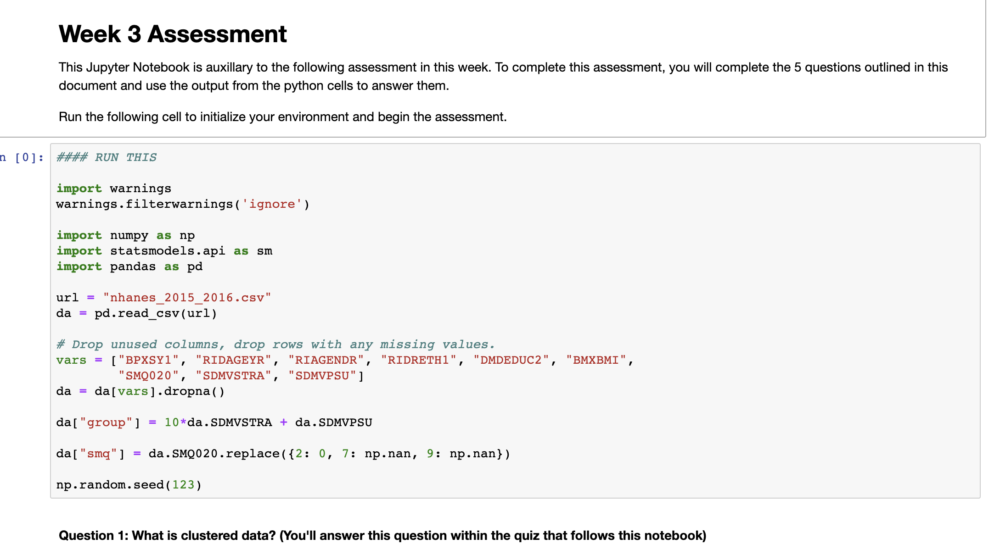 Week 3 Assessment
This Jupyter Notebook is auxillary to the following assessment in this week. To complete this assessment, you will complete the 5 questions outlined in this
document and use the output from the python cells to answer them.
Run the following cell to initialize your environment and begin the assessment.
n [0]: #### RUN THIS
import warnings
warnings.filterwarnings('ignore')
import numpy as np
import statsmodels.api as sm
import pandas as pd
url = "nhanes_2015_2016.csv"
da = pd.read_csv(url)
# Drop unused columns, drop rows with any missing values.
vars = ["BPXSY1", "RIDAGEYR", "RIAGENDR", "RIDRETH1", "DMDEDUC2", "BMXBMI",
"SMQ020", "SDMVSTRA", "SDMVPSU"]
da = da[vars].dropna()
da["group"] = 10*da.SDMVSTRA + da.SDMVPSU
da["smq"] = da.SMQ020.replace({2: 0, 7: np.nan, 9: np.nan})
np.random.seed(123)
Question 1: What is clustered data? (You'll answer this question within the quiz that follows this notebook)